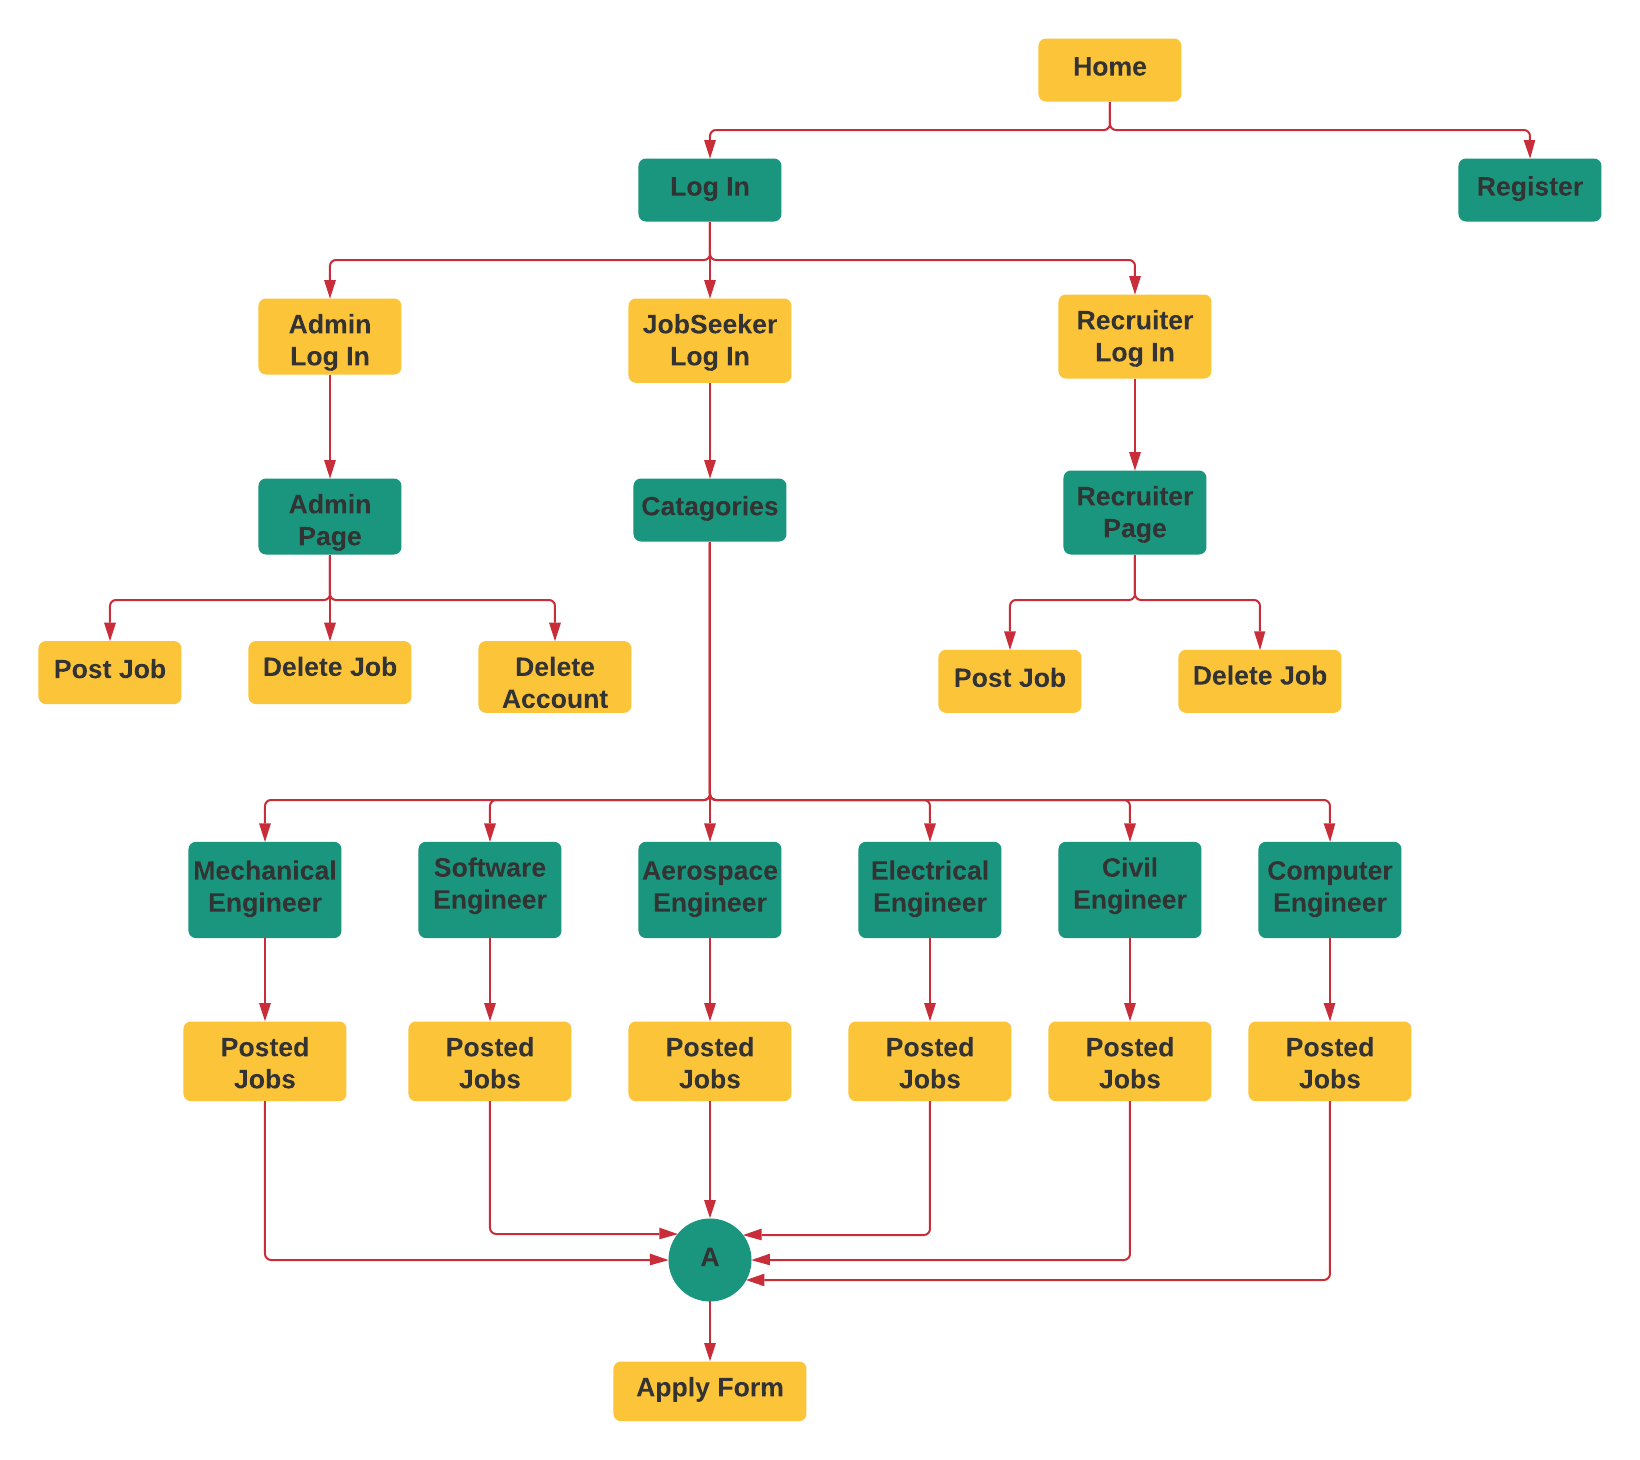 Home
Log In
Register
Admin
Log In
JobSeeker
Log In
Recruiter
Log In
Admin
Page
Catagories
Recruiter
Page
Post Job
Delete Job
Delete
Account
Post Job
Delete Job
Mechanical
Engineer
Software
Engineer
Aerospace
Engineer
Electrical
Engineer
Civil
Engineer
Computer
Engineer
Posted
Jobs
Posted
Jobs
Posted
Jobs
Posted
Jobs
Posted
Jobs
Posted
Jobs
A
Apply Form